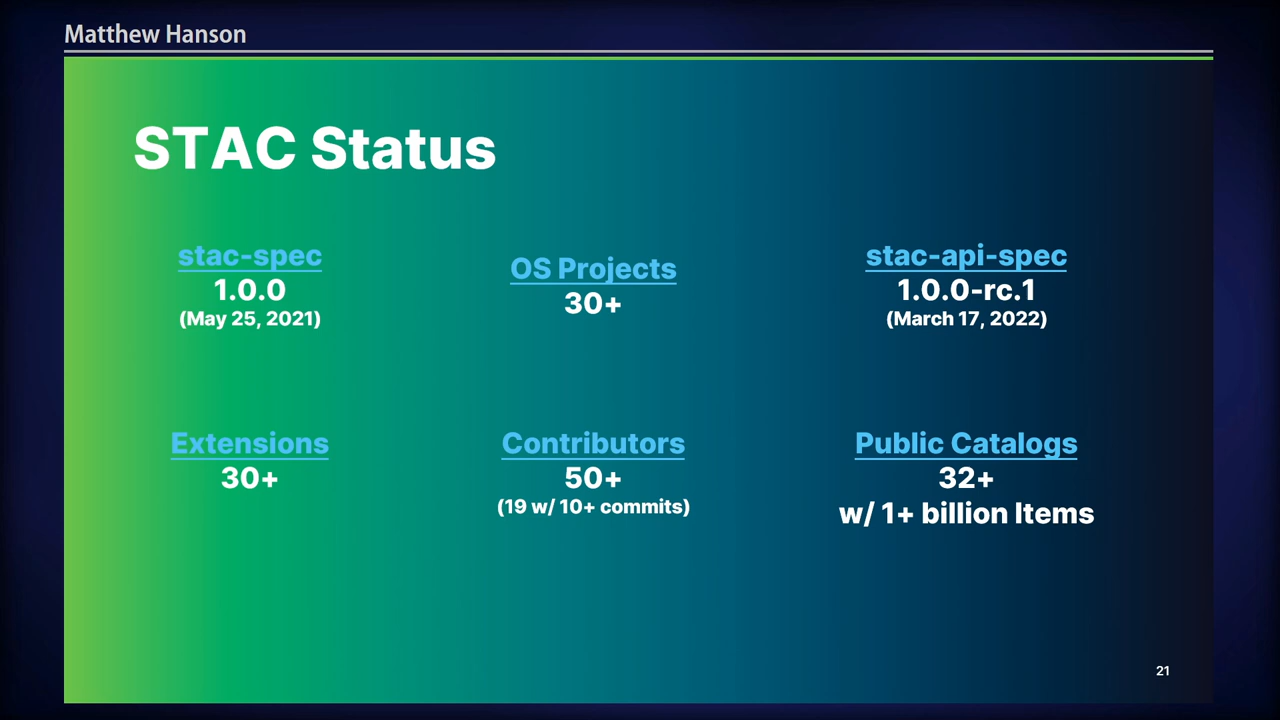 Matthew Hanson
STAC Status
stac-spec
1.0.0
(May 25, 2021)
OS Projects
30+
stac-api-spec
1.0.0-rc.1
(March 17, 2022)
Extensions
30+
Contributors
50+
(19 w/ 10+ commits)
Public Catalogs
32+
w/ 1+ billion Items
21